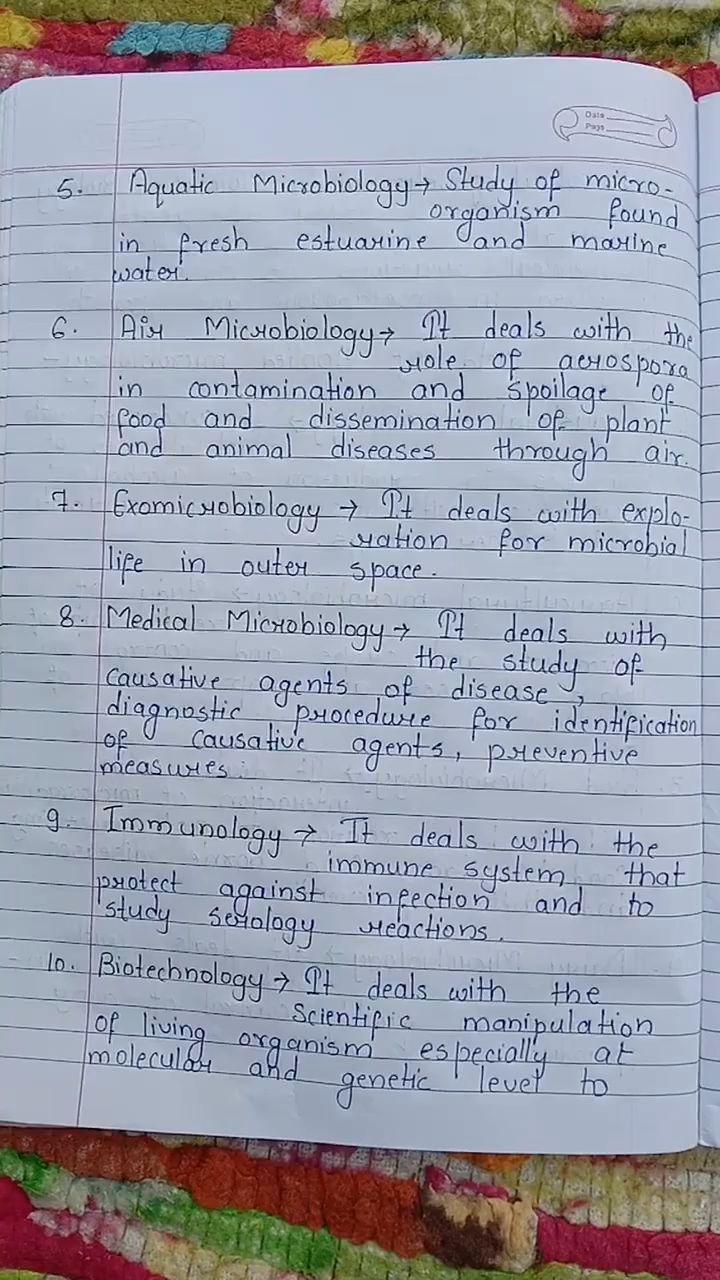 Date
Page
5. Aquatic Microbiology → Study of micro-
organism found
in fresh estuarine and marine
water.
6. Air Microbiology → It deals with the
role of aerospora
in contamination and spoilage of
food and dissemination of plant
and animal diseases through air.
7. Exomicrobiology → It deals with explo-
ration for microbial
life in outer space.
8. Medical Microbiology → It deals with
the study of
causative agents of disease,
diagnostic procedure for identification
of causative agents, preventive
measures.
9. Immunology → It deals with the
immune system that
protect against infection and to
study serology reactions.
10. Biotechnology → It deals with the
Scientific manipulation
of living organism especially at
molecular and genetic level to